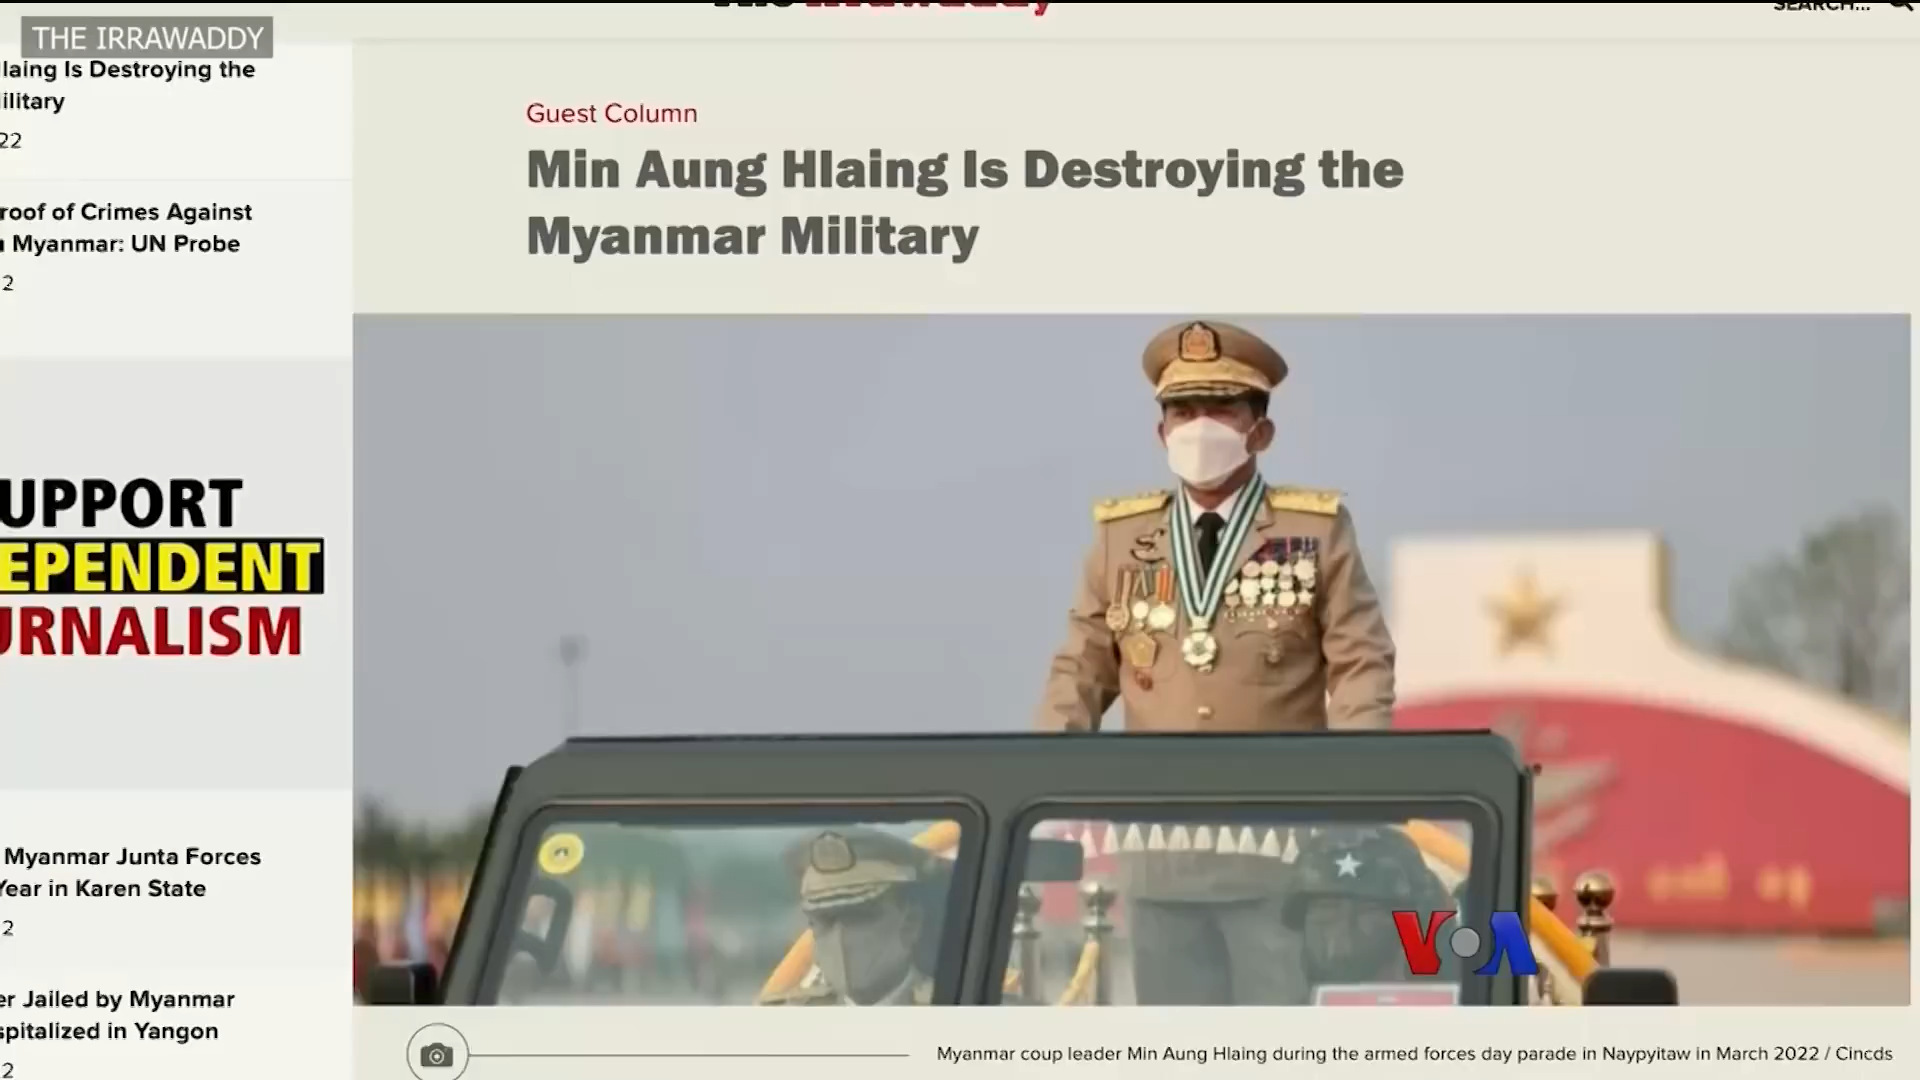 The Irrawaddy
SEARCH...
THE IRRAWADDY
laing Is Destroying the
ilitary
22
roof of Crimes Against
Myanmar: UN Probe
2
UPPORT
EPENDENT
URNALISM
Myanmar Junta Forces
Year in Karen State
2
er Jailed by Myanmar
spitalized in Yangon
2
Guest Column
Min Aung Hlaing Is Destroying the
Myanmar Military
VOA
Myanmar coup leader Min Aung Hlaing during the armed forces day parade in Naypyitaw in March 2022 / Cincds